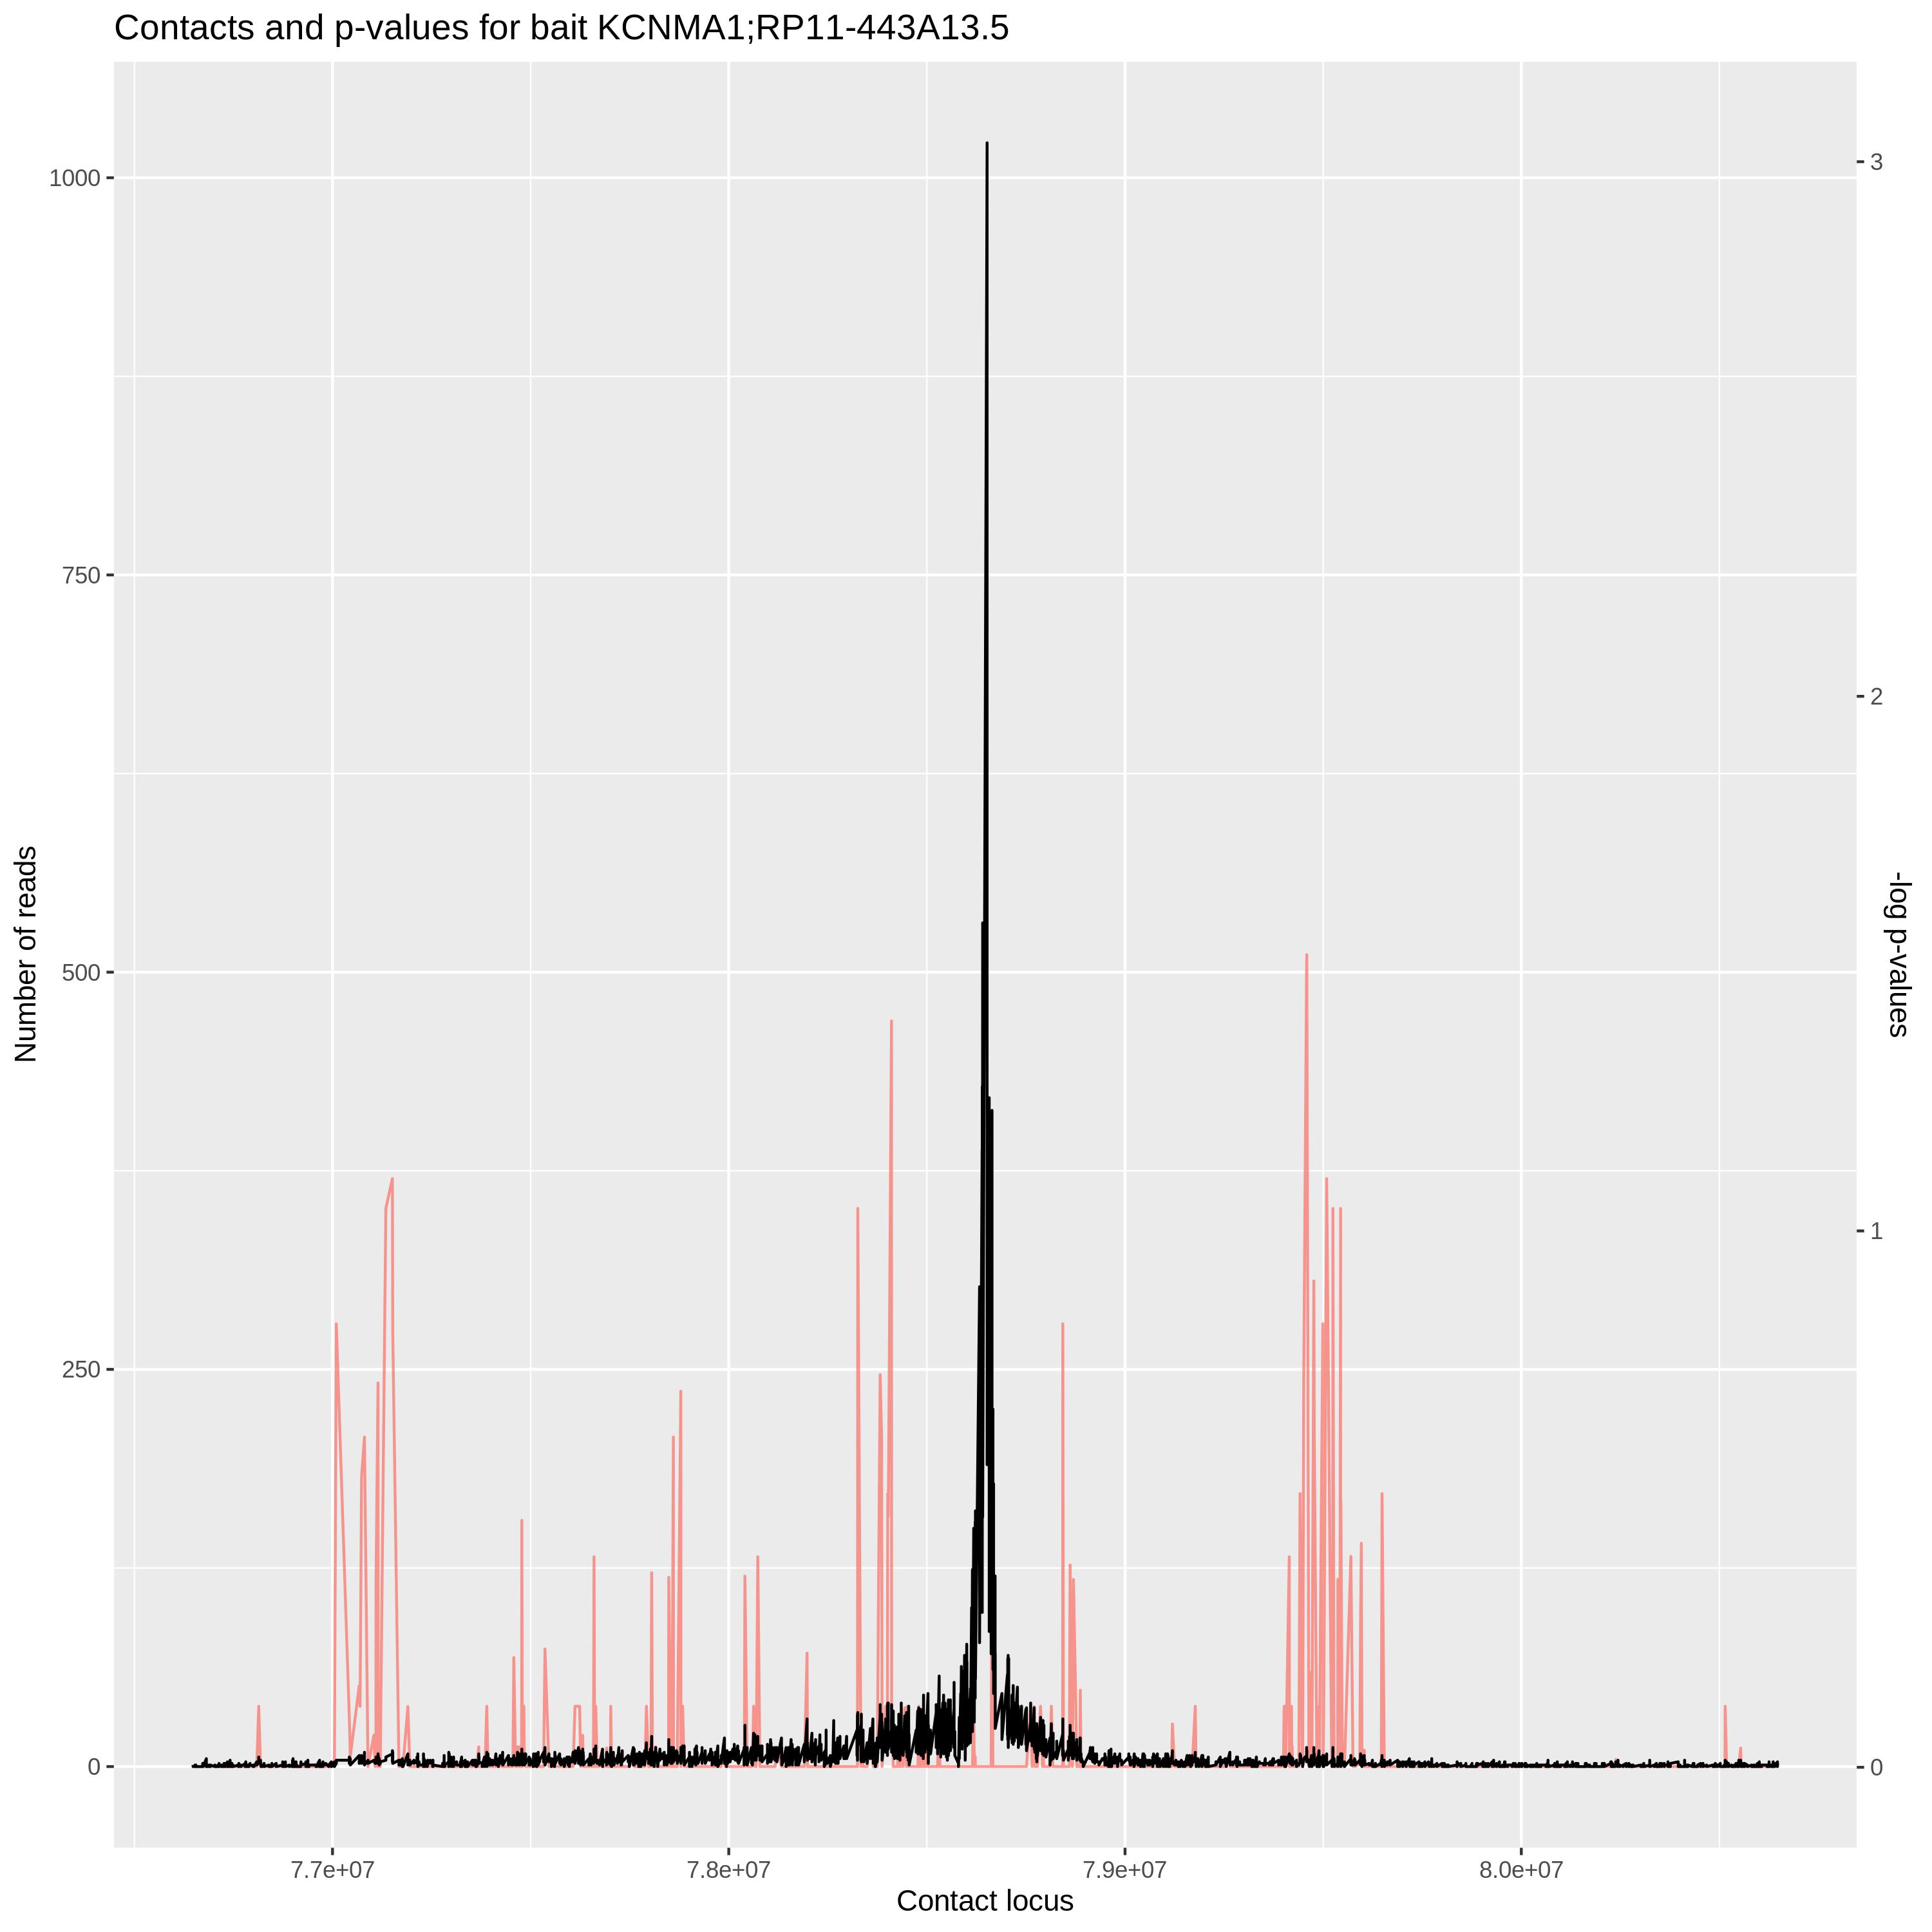 Contacts and p-values for bait KCNMA1;RP11-443A13.5
1000
750
500
250
0
Number of reads
3
2
1
0
-log p-values
7.7e+07
7.8e+07
7.9e+07
8.0e+07
Contact locus